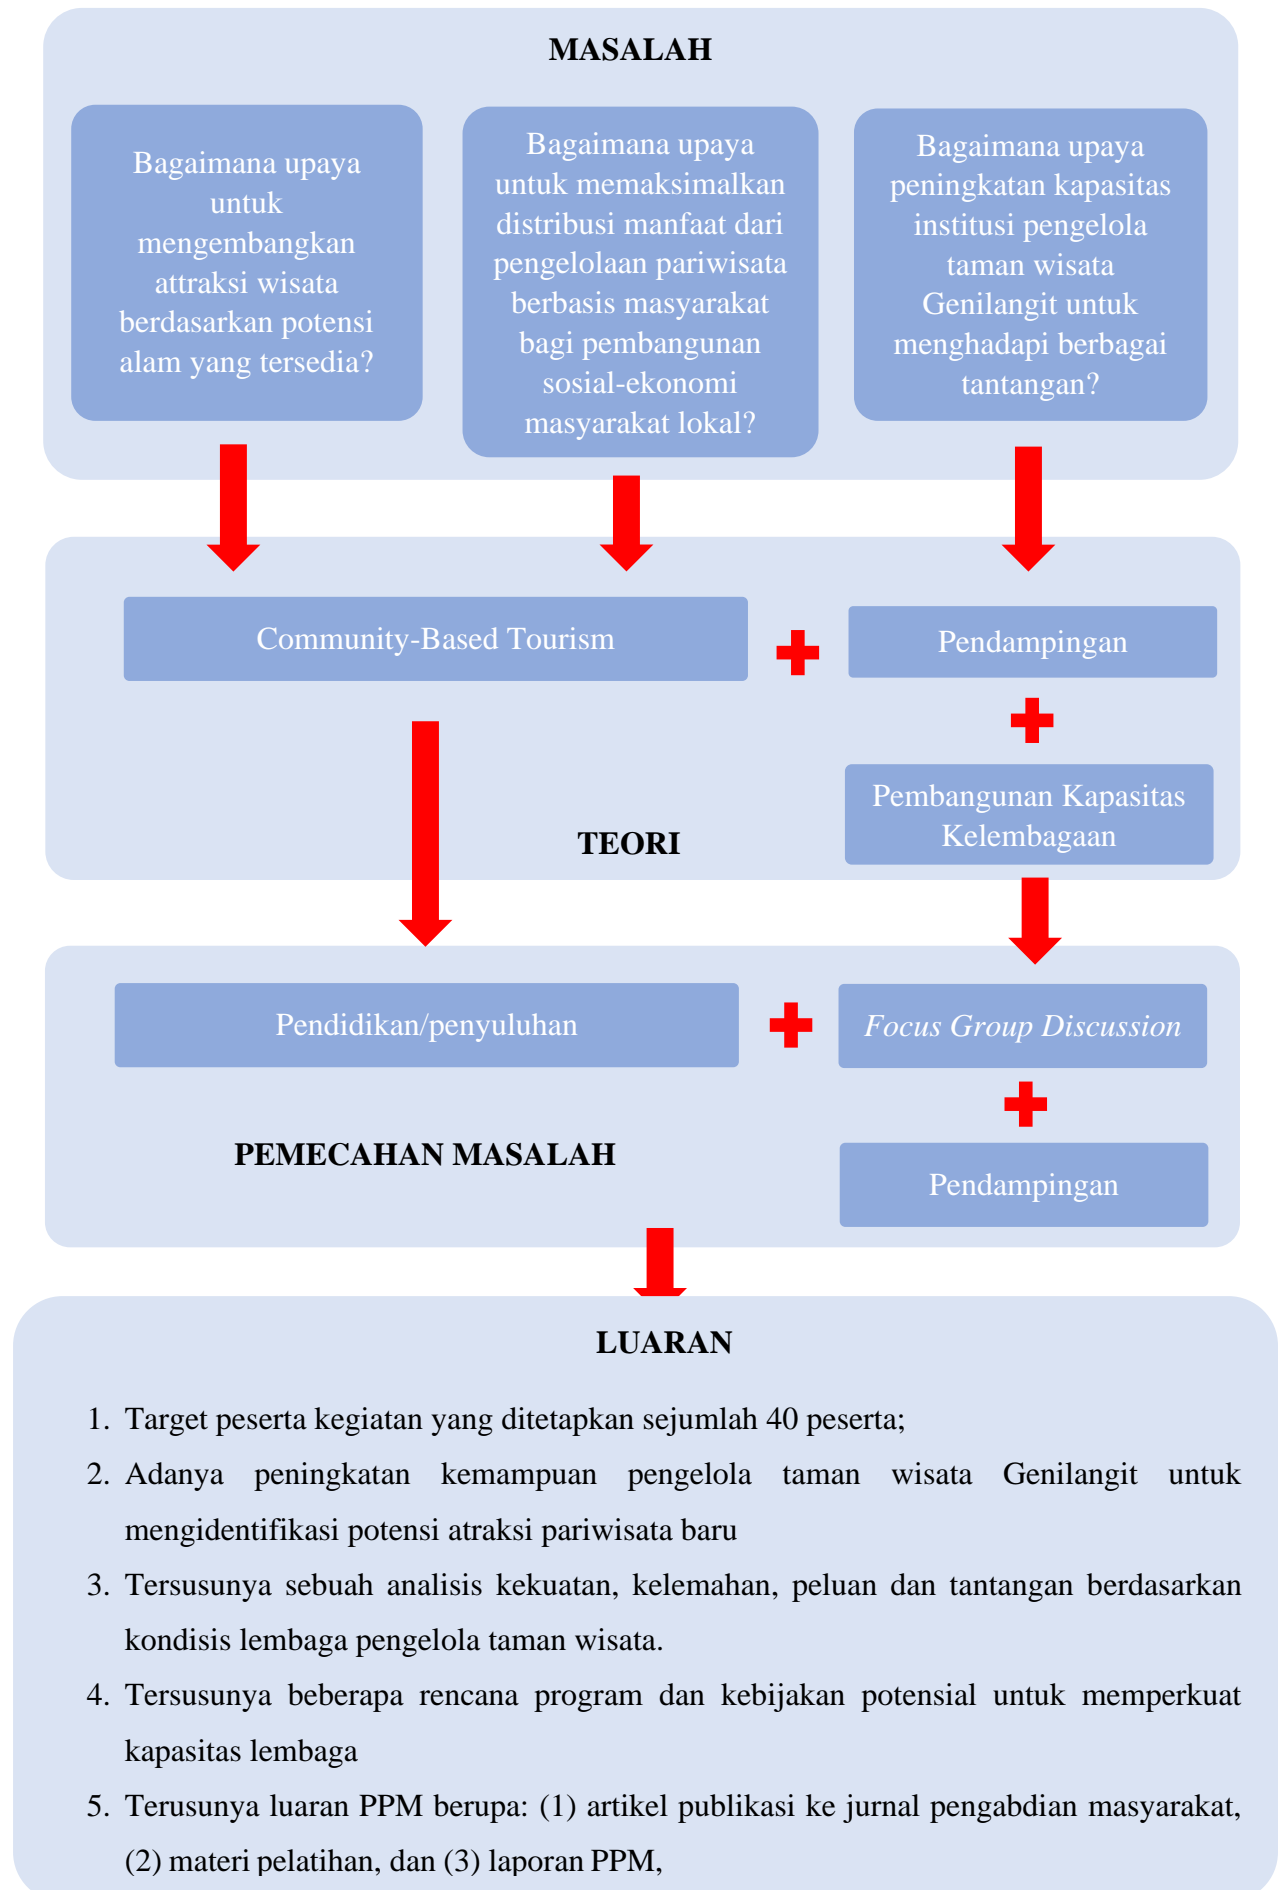 MASALAH
Bagaimana upaya
untuk
mengembangkan
attraksi wisata
berdasarkan potensi
alam yang tersedia?
Bagaimana upaya
untuk memaksimalkan
distribusi manfaat dari
pengelolaan pariwisata
berbasis masyarakat
bagi pembangunan
sosial-ekonomi
masyarakat lokal?
Bagaimana upaya
peningkatan kapasitas
institusi pengelola
taman wisata
Genilangit untuk
menghadapi berbagai
tantangan?
Community-Based Tourism
Pendampingan
Pembangunan Kapasitas
Kelembagaan
TEORI
Pendidikan/penyuluhan
Focus Group Discussion
PEMECAHAN MASALAH
Pendampingan
LUARAN
1. Target peserta kegiatan yang ditetapkan sejumlah 40 peserta;
2. Adanya peningkatan kemampuan pengelola taman wisata Genilangit untuk
mengidentifikasi potensi atraksi pariwisata baru
3. Tersusunya sebuah analisis kekuatan, kelemahan, peluan dan tantangan berdasarkan
kondisis lembaga pengelola taman wisata.
4. Tersusunya beberapa rencana program dan kebijakan potensial untuk memperkuat
kapasitas lembaga
5. Terusunya luaran PPM berupa: (1) artikel publikasi ke jurnal pengabdian masyarakat,
(2) materi pelatihan, dan (3) laporan PPM,